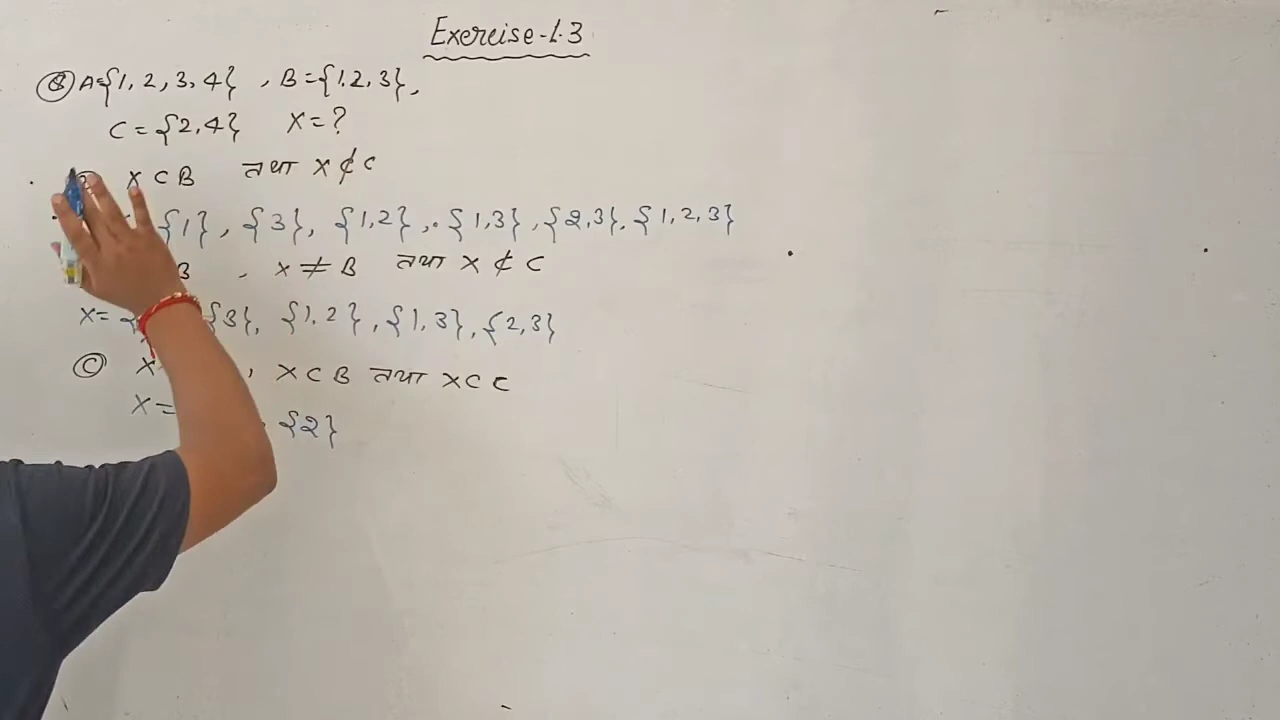 Exercise-1.3
⑧ A={1, 2, 3, 4} , B={1,2,3},
C = {2,4} X=?
X ⊂ B तथा X ⊄ C
{1} , {3}, {1,2} , {1,3} , {2,3}, {1,2,3}
B , X ≠ B तथा X ⊄ C
X= {3}, {1,2} , {1,3}, {2,3}
Ⓒ X , X ⊂ B तथा X ⊂ C
X= {2}